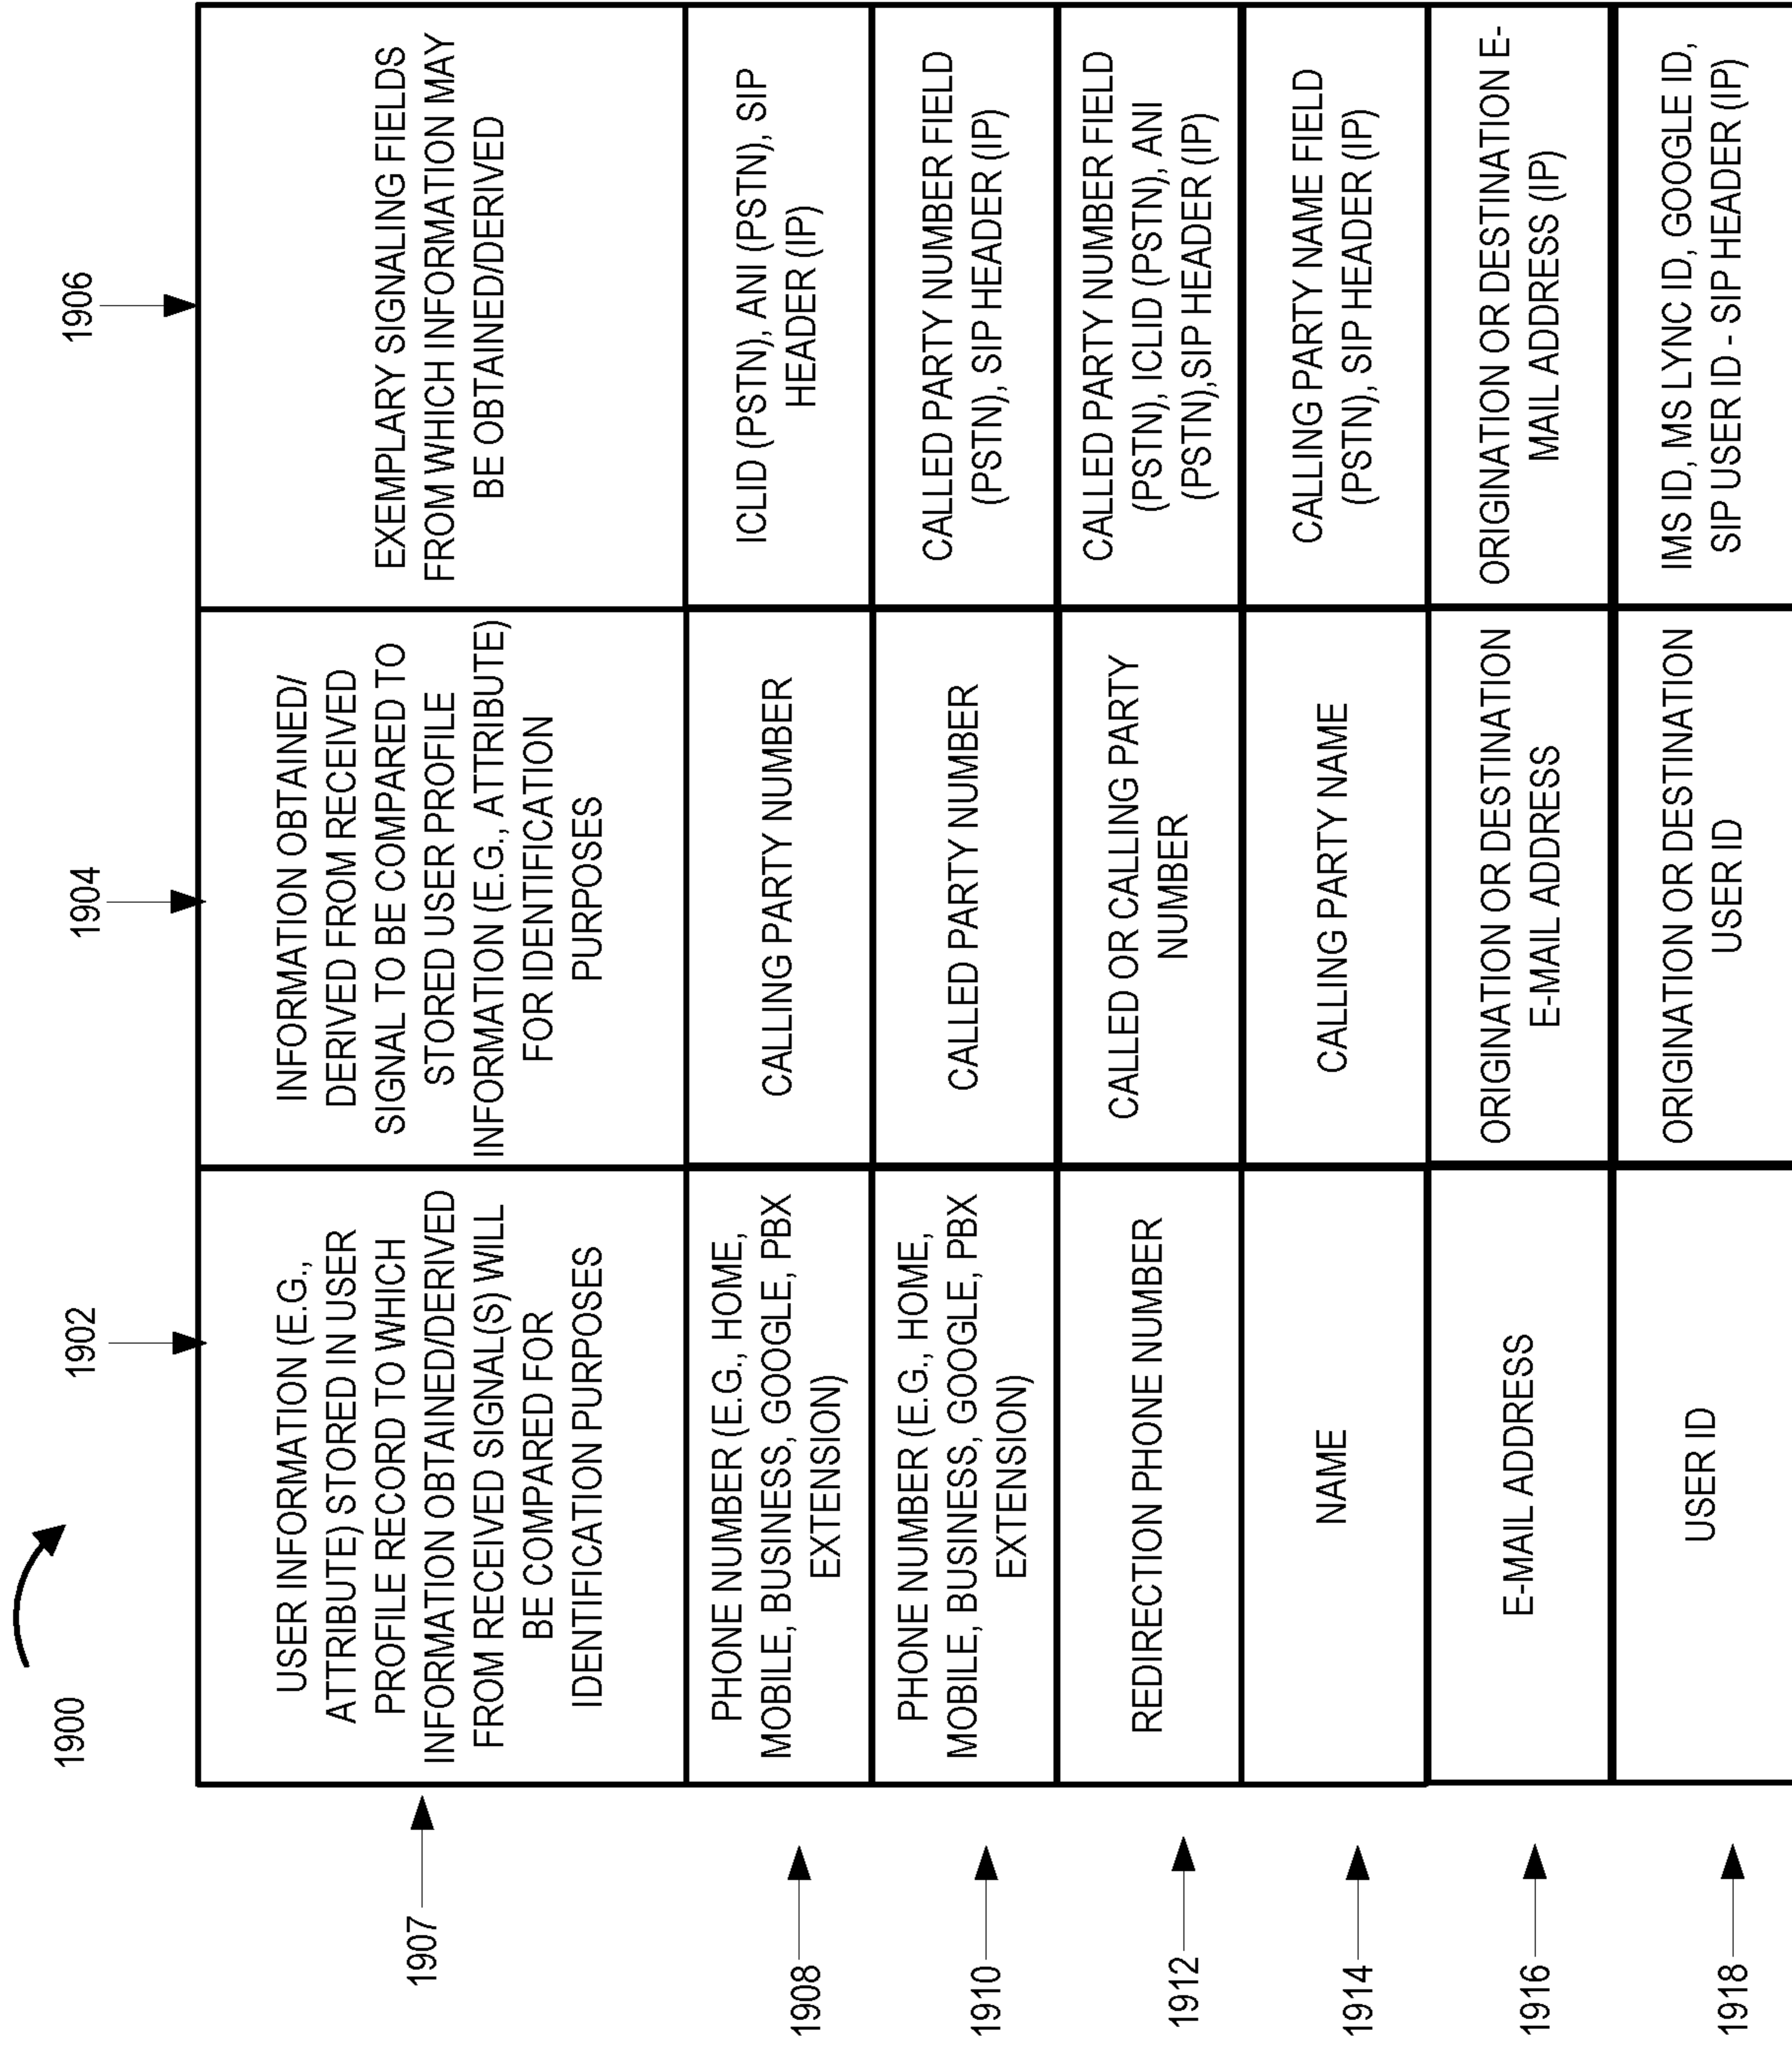 1900
1902
1904
1906
1907
USER INFORMATION (E.G.,
ATTRIBUTE) STORED IN USER
PROFILE RECORD TO WHICH
INFORMATION OBTAINED/DERIVED
FROM RECEIVED SIGNAL(S) WILL
BE COMPARED FOR
IDENTIFICATION PURPOSES
INFORMATION OBTAINED/
DERIVED FROM RECEIVED
SIGNAL TO BE COMPARED TO
STORED USER PROFILE
INFORMATION (E.G., ATTRIBUTE)
FOR IDENTIFICATION
PURPOSES
EXEMPLARY SIGNALING FIELDS
FROM WHICH INFORMATION MAY
BE OBTAINED/DERIVED
1908
PHONE NUMBER (E.G., HOME,
MOBILE, BUSINESS, GOOGLE, PBX
EXTENSION)
CALLING PARTY NUMBER
ICLID (PSTN), ANI (PSTN), SIP
HEADER (IP)
1910
PHONE NUMBER (E.G., HOME,
MOBILE, BUSINESS, GOOGLE, PBX
EXTENSION)
CALLED PARTY NUMBER
CALLED PARTY NUMBER FIELD
(PSTN), SIP HEADER (IP)
1912
REDIRECTION PHONE NUMBER
CALLED OR CALLING PARTY
NUMBER
CALLED PARTY NUMBER FIELD
(PSTN), ICLID (PSTN), ANI
(PSTN),SIP HEADER (IP)
1914
NAME
CALLING PARTY NAME
CALLING PARTY NAME FIELD
(PSTN), SIP HEADER (IP)
1916
E-MAIL ADDRESS
ORIGINATION OR DESTINATION
E-MAIL ADDRESS
ORIGINATION OR DESTINATION E-
MAIL ADDRESS (IP)
1918
USER ID
ORIGINATION OR DESTINATION
USER ID
IMS ID, MS LYNC ID, GOOGLE ID,
SIP USER ID - SIP HEADER (IP)